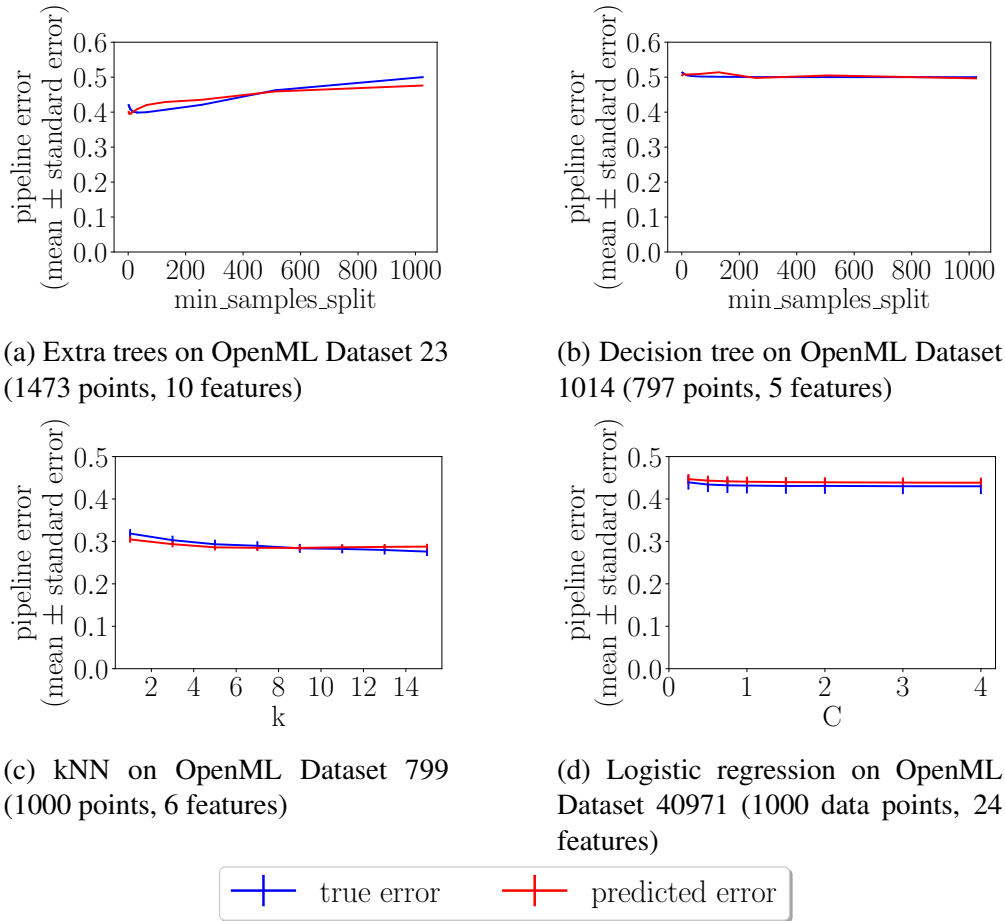 0.6
0.5
0.4
0.3
0.2
0.1
0.0
pipeline error
(mean ± standard error)
0 200 400 600 800 1000
min_samples_split
(a) Extra trees on OpenML Dataset 23
(1473 points, 10 features)
0.6
0.5
0.4
0.3
0.2
0.1
0.0
pipeline error
(mean ± standard error)
0 200 400 600 800 1000
min_samples_split
(b) Decision tree on OpenML Dataset
1014 (797 points, 5 features)
0.5
0.4
0.3
0.2
0.1
0.0
pipeline error
(mean ± standard error)
2 4 6 8 10 12 14
k
(c) kNN on OpenML Dataset 799
(1000 points, 6 features)
0.5
0.4
0.3
0.2
0.1
0.0
pipeline error
(mean ± standard error)
0 1 2 3 4
C
(d) Logistic regression on OpenML
Dataset 40971 (1000 data points, 24
features)
true error predicted error